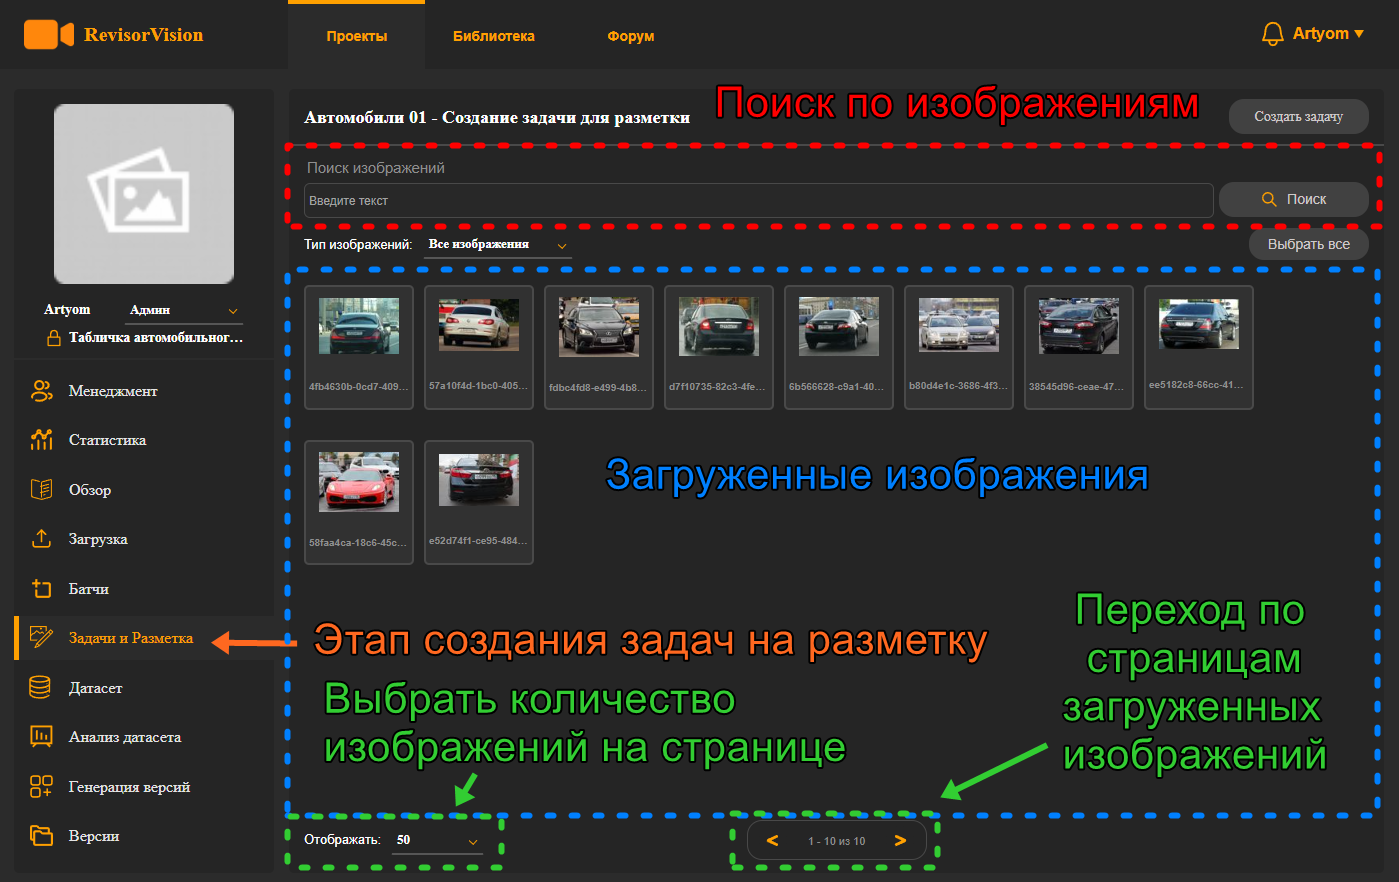 RevisorVision
Проекты
Библиотека
Форум
Artyom
Поиск по изображениям
Автомобили 01 - Создание задачи для разметки
Создать задачу
Поиск изображений
Введите текст
Поиск
Тип изображений:
Все изображения
Выбрать все
Artyom
Админ
Табличка автомобильног...
Менеджмент
Статистика
Обзор
Загрузка
Батчи
Задачи и Разметка
Датасет
Анализ датасета
Генерация версий
Версии
4fb4630b-0cd7-409...
57a10f4d-1bc0-405...
fdbc4fd8-e499-4b8...
d7f10735-82c3-4fe...
6b566628-c9a1-40...
b80d4e1c-3686-4f3...
38545d96-ceae-47...
ee5182c8-66cc-41...
58faa4ca-18c6-45c...
e52d74f1-ce95-484...
Загруженные изображения
Этап создания задач на разметку
Выбрать количество
изображений на странице
Переход по
страницам
загруженных
изображений
Отображать:
50
<
1 - 10 из 10
>